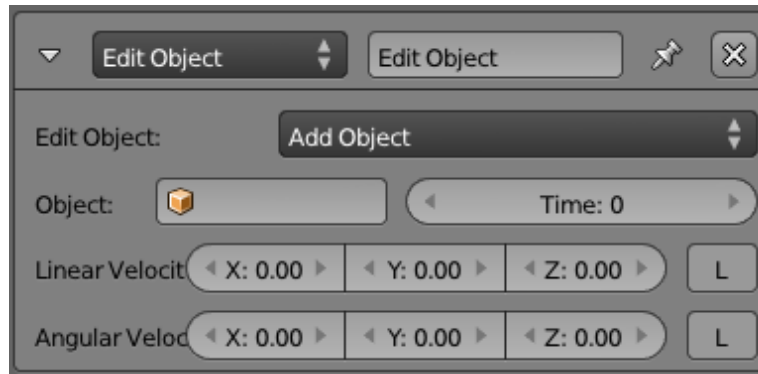 Edit Object Edit Object
Edit Object: Add Object
Object: Time: 0
Linear Velocit X: 0.00 Y: 0.00 Z: 0.00 L
Angular Veloc X: 0.00 Y: 0.00 Z: 0.00 L